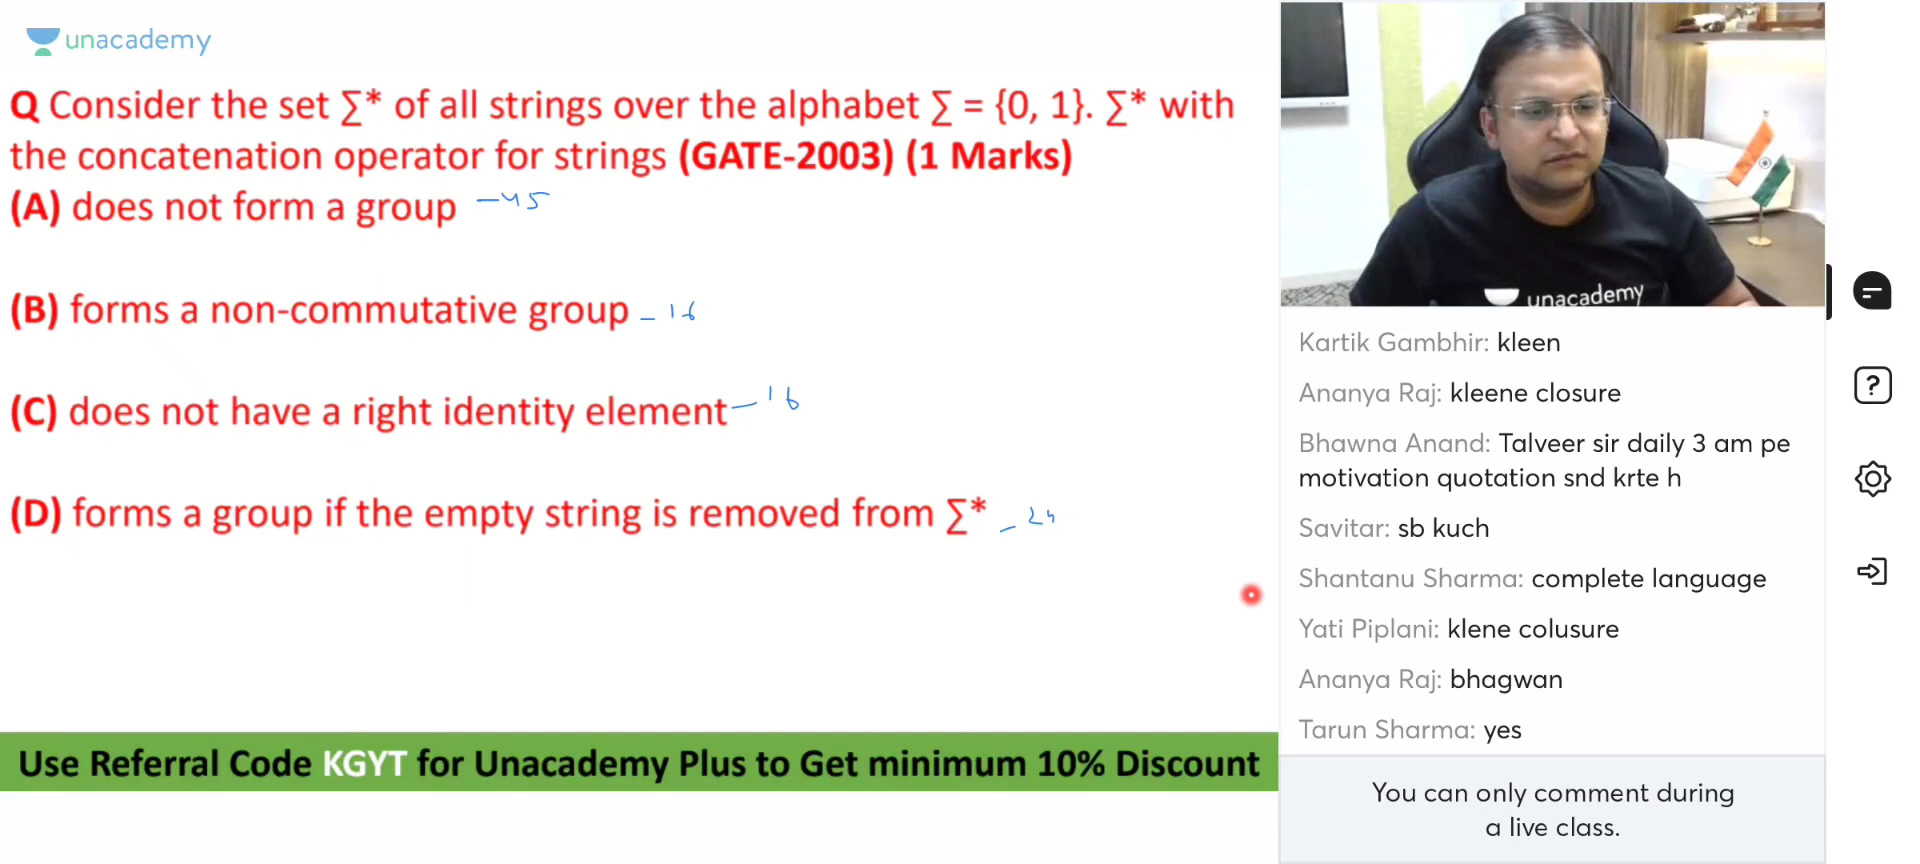 unacademy
Q Consider the set ∑* of all strings over the alphabet ∑ = {0, 1}. ∑* with
the concatenation operator for strings (GATE-2003) (1 Marks)
(A) does not form a group - 45
(B) forms a non-commutative group - 16
(C) does not have a right identity element - 16
(D) forms a group if the empty string is removed from ∑* - 24
Use Referral Code KGYT for Unacademy Plus to Get minimum 10% Discount
unacademy
Kartik Gambhir: kleen
Ananya Raj: kleene closure
Bhawna Anand: Talveer sir daily 3 am pe
motivation quotation snd krte h
Savitar: sb kuch
Shantanu Sharma: complete language
Yati Piplani: klene colusure
Ananya Raj: bhagwan
Tarun Sharma: yes
You can only comment during
a live class.
?